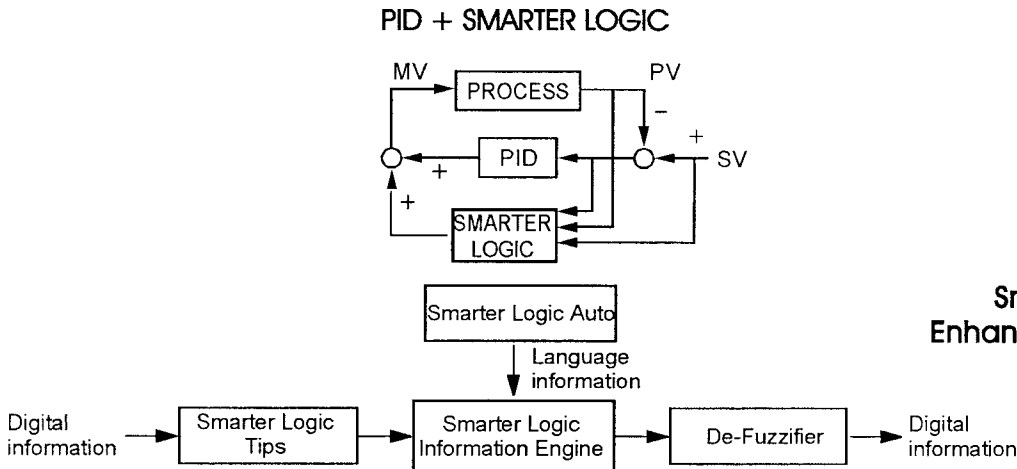 PID + SMARTER LOGIC
MV
PROCESS
PV
−
+
SV
PID
+
+
SMARTER
LOGIC
Smarter Logic Auto
Language
information
Digital
information
Smarter Logic
Tips
Smarter Logic
Information Engine
De-Fuzzifier
Digital
information
Enhan